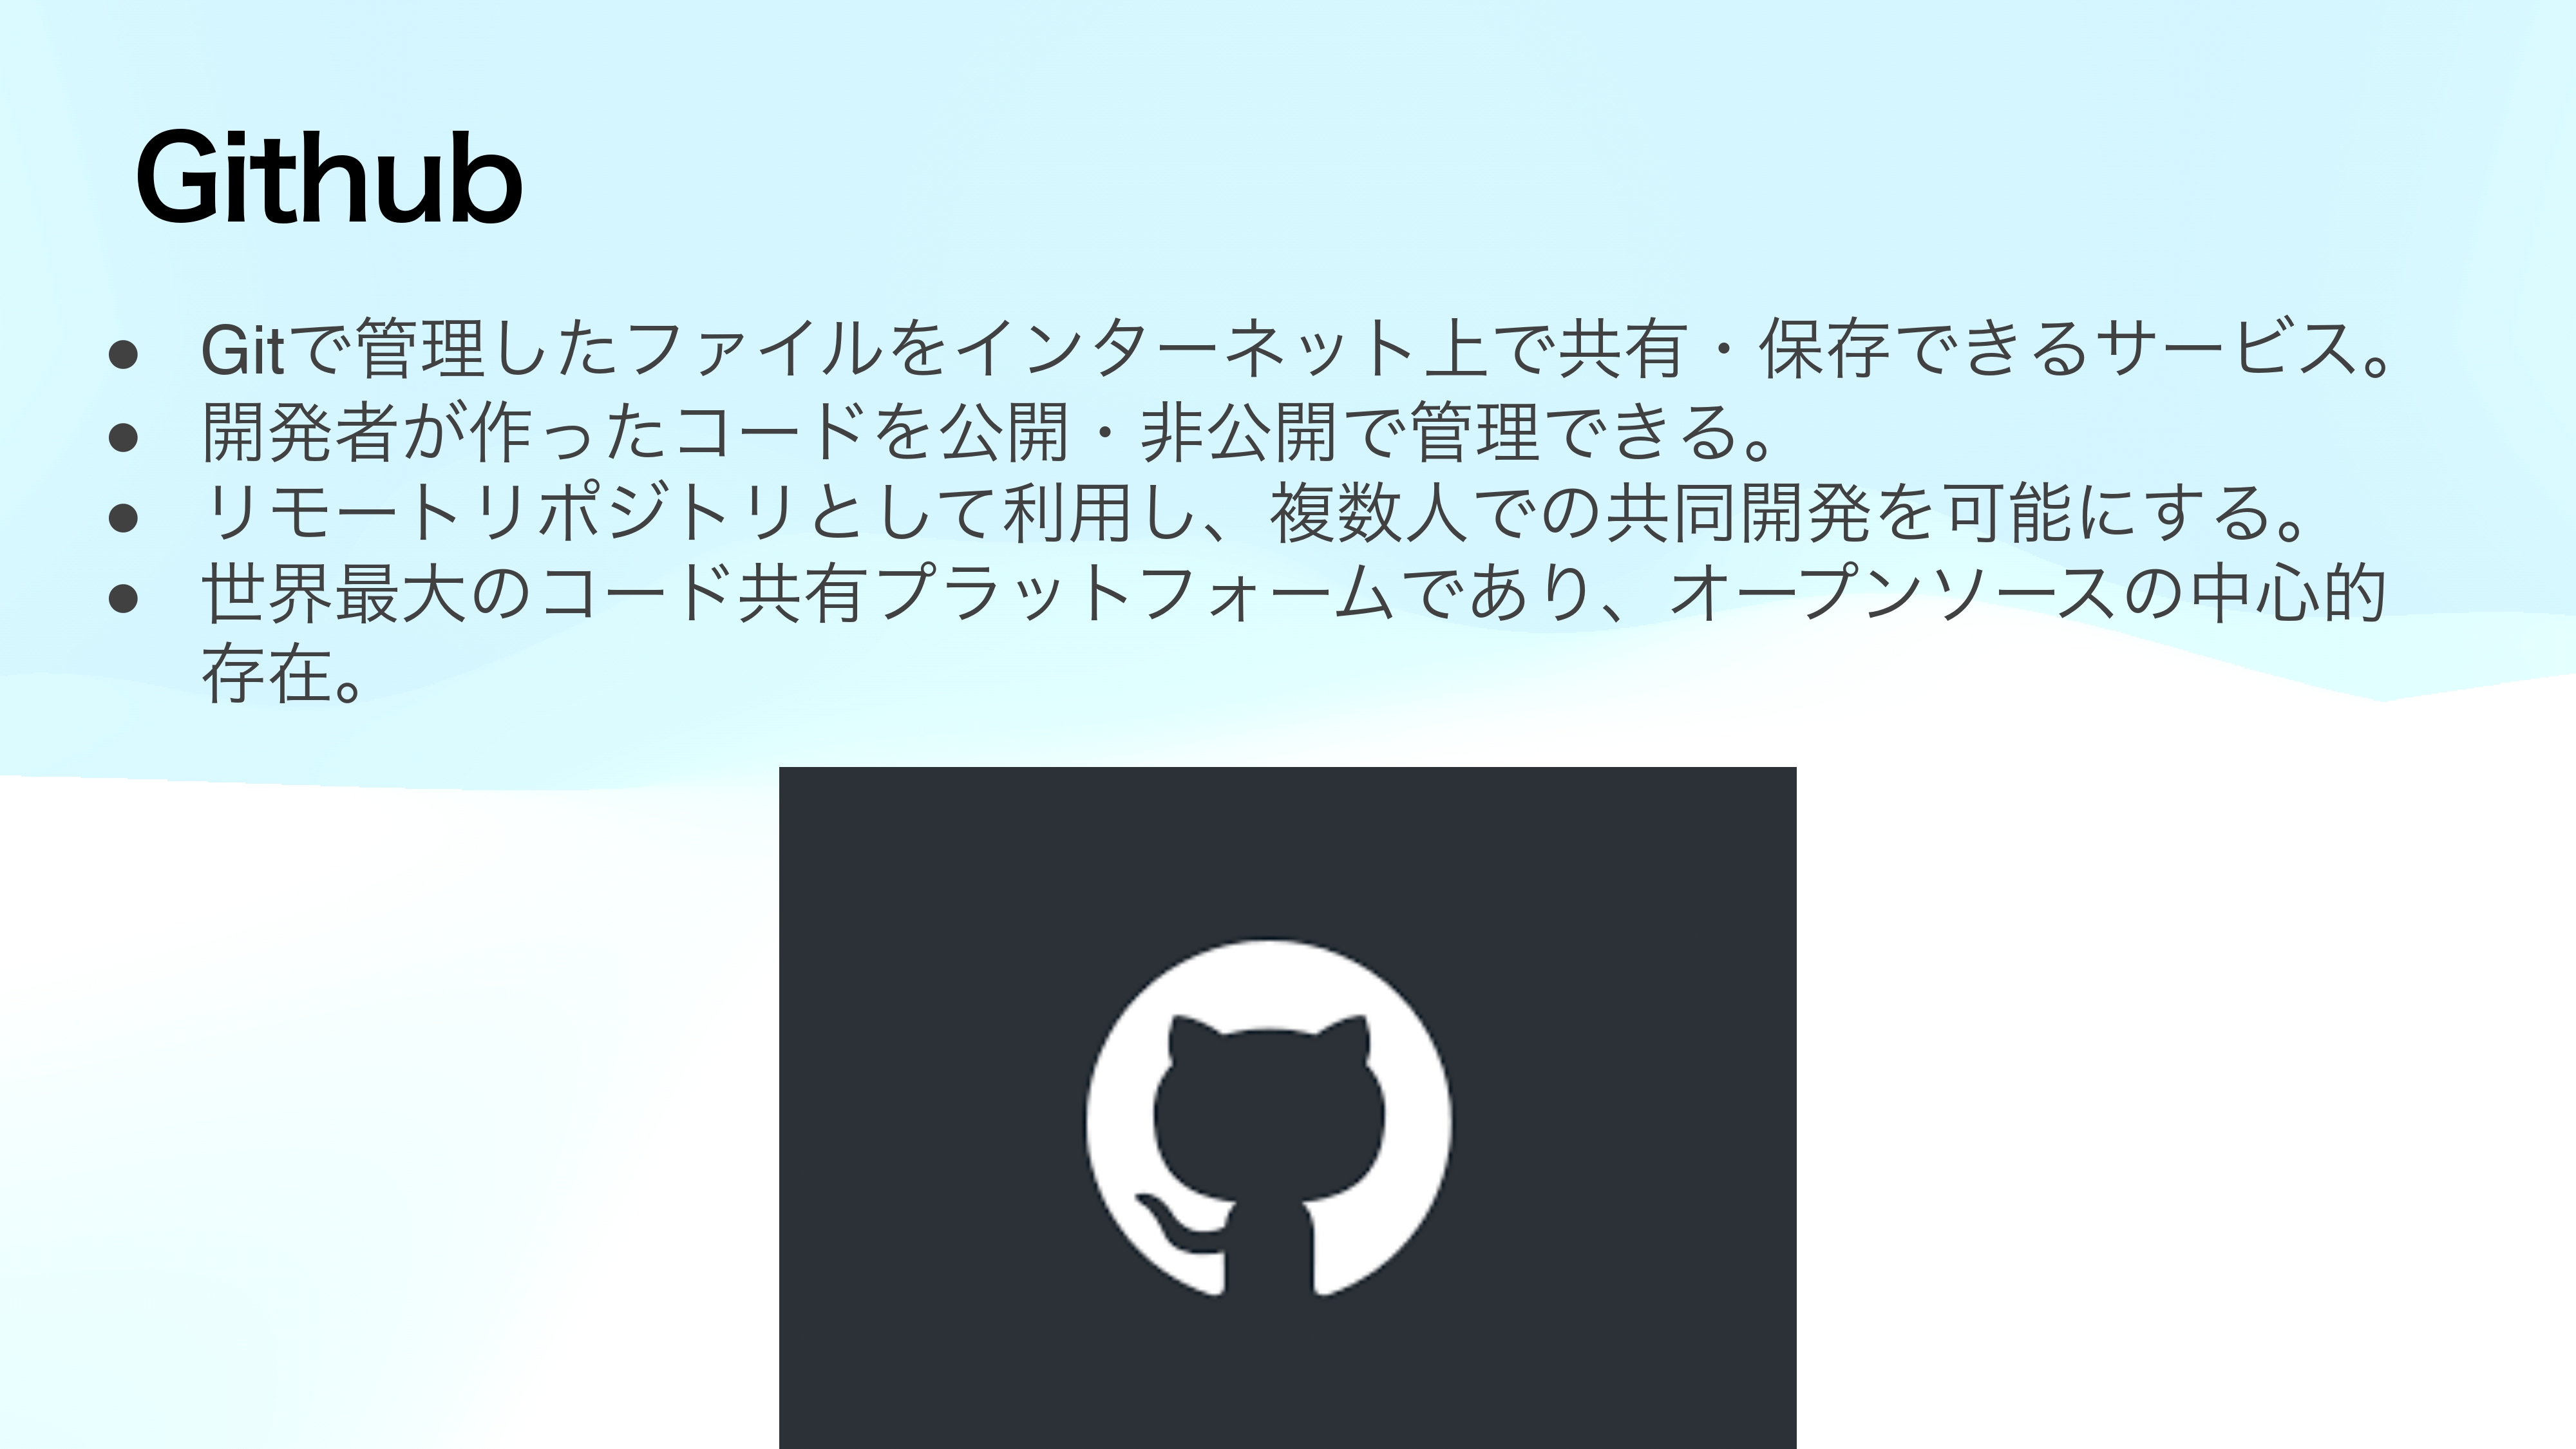 Github
● Gitで管理したファイルをインターネット上で共有・保存できるサービス。
● 開発者が作ったコードを公開・非公開で管理できる。
● リモートリポジトリとして利用し、複数人での共同開発を可能にする。
● 世界最大のコード共有プラットフォームであり、オープンソースの中心的
存在。